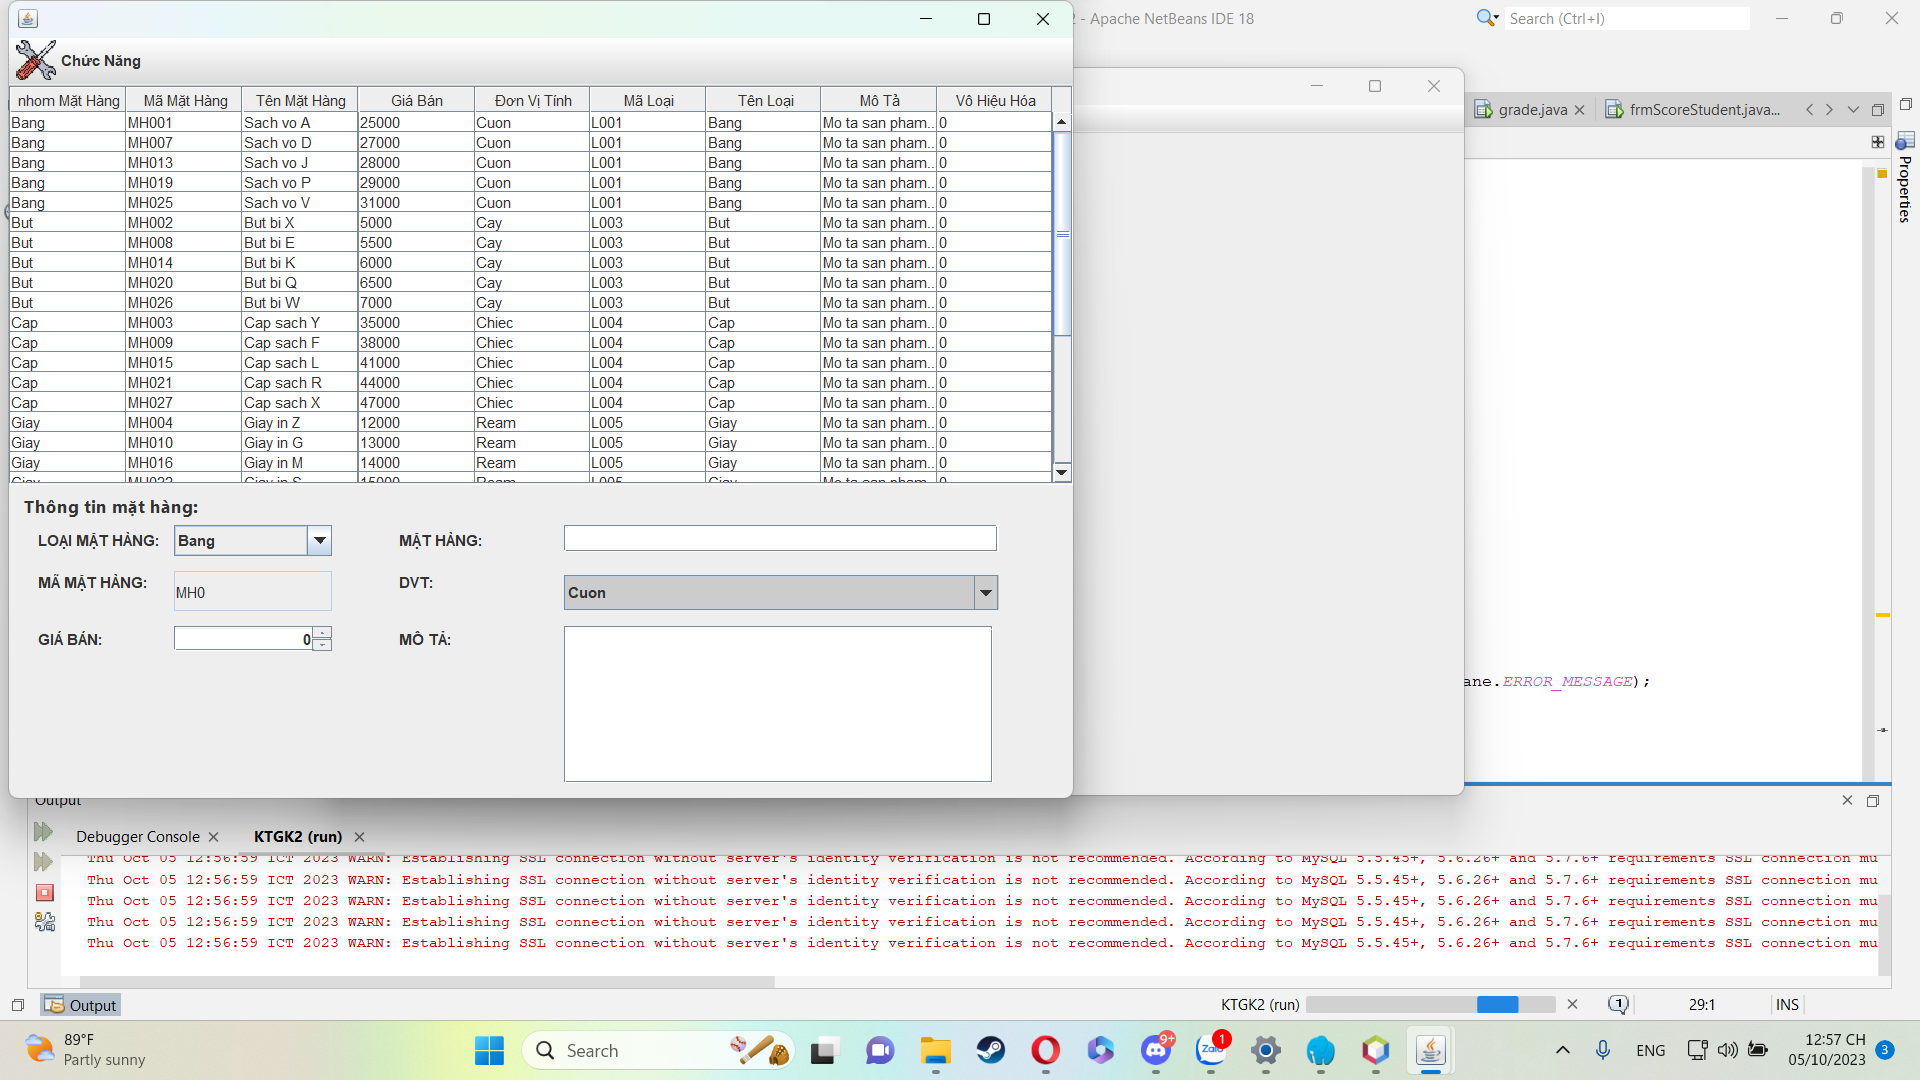 2 - Apache NetBeans IDE 18
Search (Ctrl+I)
Chức Năng
grade.java
frmScoreStudent.java...
Properties
nhom Mặt Hàng Mã Mặt Hàng Tên Mặt Hàng Giá Bán Đơn Vị Tính Mã Loại Tên Loại Mô Tả Vô Hiệu Hóa
Bang MH001 Sach vo A 25000 Cuon L001 Bang Mo ta san pham... 0
Bang MH007 Sach vo D 27000 Cuon L001 Bang Mo ta san pham... 0
Bang MH013 Sach vo J 28000 Cuon L001 Bang Mo ta san pham... 0
Bang MH019 Sach vo P 29000 Cuon L001 Bang Mo ta san pham... 0
Bang MH025 Sach vo V 31000 Cuon L001 Bang Mo ta san pham... 0
But MH002 But bi X 5000 Cay L003 But Mo ta san pham... 0
But MH008 But bi E 5500 Cay L003 But Mo ta san pham... 0
But MH014 But bi K 6000 Cay L003 But Mo ta san pham... 0
But MH020 But bi Q 6500 Cay L003 But Mo ta san pham... 0
But MH026 But bi W 7000 Cay L003 But Mo ta san pham... 0
Cap MH003 Cap sach Y 35000 Chiec L004 Cap Mo ta san pham... 0
Cap MH009 Cap sach F 38000 Chiec L004 Cap Mo ta san pham... 0
Cap MH015 Cap sach L 41000 Chiec L004 Cap Mo ta san pham... 0
Cap MH021 Cap sach R 44000 Chiec L004 Cap Mo ta san pham... 0
Cap MH027 Cap sach X 47000 Chiec L004 Cap Mo ta san pham... 0
Giay MH004 Giay in Z 12000 Ream L005 Giay Mo ta san pham... 0
Giay MH010 Giay in G 13000 Ream L005 Giay Mo ta san pham... 0
Giay MH016 Giay in M 14000 Ream L005 Giay Mo ta san pham... 0
Giay MH022 Giay in S 15000 Ream L005 Giay Mo ta san pham... 0
Thông tin mặt hàng:
LOẠI MẶT HÀNG: Bang MẶT HÀNG:
MÃ MẶT HÀNG: MH0 DVT: Cuon
GIÁ BÁN: 0 MÔ TẢ:
ane.ERROR_MESSAGE);
Output
Debugger Console KTGK2 (run)
Thu Oct 05 12:56:59 ICT 2023 WARN: Establishing SSL connection without server's identity verification is not recommended. According to MySQL 5.5.45+, 5.6.26+ and 5.7.6+ requirements SSL connection mu
Thu Oct 05 12:56:59 ICT 2023 WARN: Establishing SSL connection without server's identity verification is not recommended. According to MySQL 5.5.45+, 5.6.26+ and 5.7.6+ requirements SSL connection mu
Thu Oct 05 12:56:59 ICT 2023 WARN: Establishing SSL connection without server's identity verification is not recommended. According to MySQL 5.5.45+, 5.6.26+ and 5.7.6+ requirements SSL connection mu
Thu Oct 05 12:56:59 ICT 2023 WARN: Establishing SSL connection without server's identity verification is not recommended. According to MySQL 5.5.45+, 5.6.26+ and 5.7.6+ requirements SSL connection mu
Thu Oct 05 12:56:59 ICT 2023 WARN: Establishing SSL connection without server's identity verification is not recommended. According to MySQL 5.5.45+, 5.6.26+ and 5.7.6+ requirements SSL connection mu
Output
KTGK2 (run)
1
29:1
INS
89°F
Partly sunny
Search
9+
Zalo
1
ENG
12:57 CH
05/10/2023
3